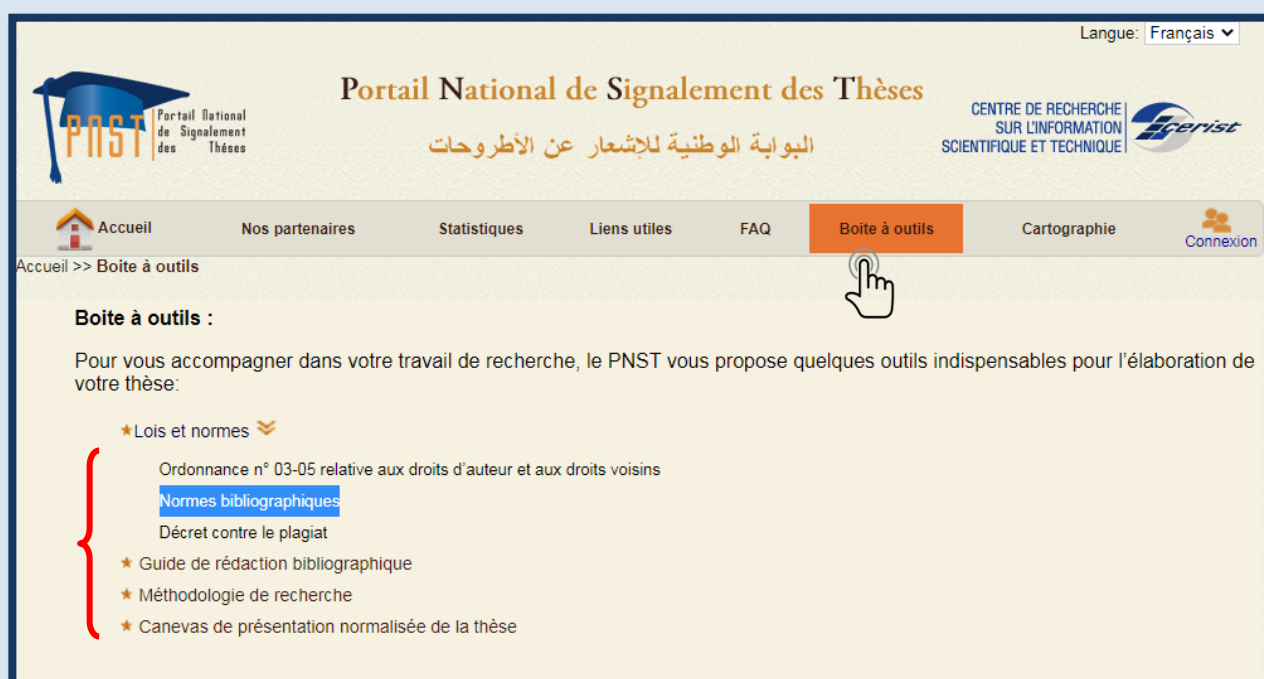 Langue: Français
Portail National de Signalement des Thèses
البوابة الوطنية للإشعار عن الأطروحات
PNST
Portail National
de Signalement
des Théses
CENTRE DE RECHERCHE
SUR L'INFORMATION
SCIENTIFIQUE ET TECHNIQUE
cerist
Accueil Nos partenaires Statistiques Liens utiles FAQ Boite à outils Cartographie Connexion
Accueil >> Boite à outils
Boite à outils :
Pour vous accompagner dans votre travail de recherche, le PNST vous propose quelques outils indispensables pour l'élaboration de
votre thèse:
Lois et normes
Ordonnance n° 03-05 relative aux droits d'auteur et aux droits voisins
Normes bibliographiques
Décret contre le plagiat
Guide de rédaction bibliographique
Méthodologie de recherche
Canevas de présentation normalisée de la thèse